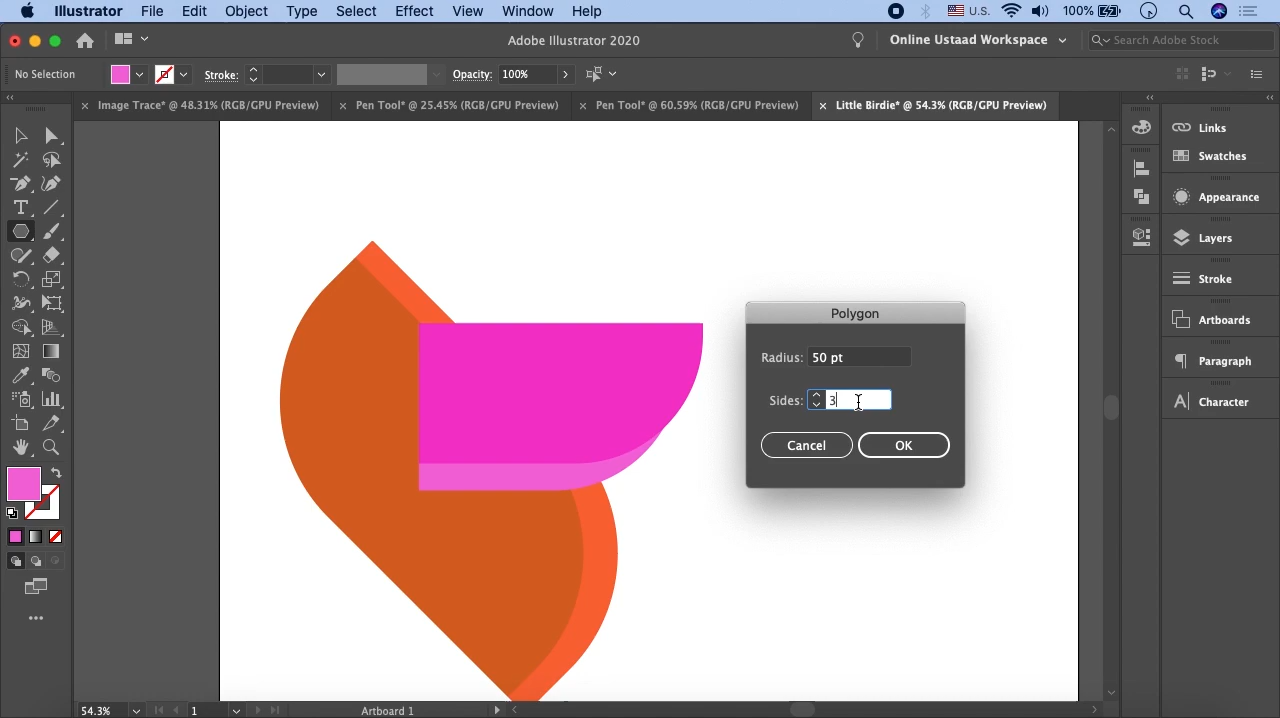 Illustrator File Edit Object Type Select Effect View Window Help U.S. 100%
Adobe Illustrator 2020 Online Ustaad Workspace Search Adobe Stock
No Selection Stroke: Opacity: 100%
Image Trace* @ 48.31% (RGB/GPU Preview) Pen Tool* @ 25.45% (RGB/GPU Preview) Pen Tool* @ 60.59% (RGB/GPU Preview) Little Birdie* @ 54.3% (RGB/GPU Preview)
Links
Swatches
Appearance
Layers
Stroke
Artboards
Paragraph
Character
Polygon
Radius: 50 pt
Sides: 3
Cancel OK
54.3% 1 Artboard 1